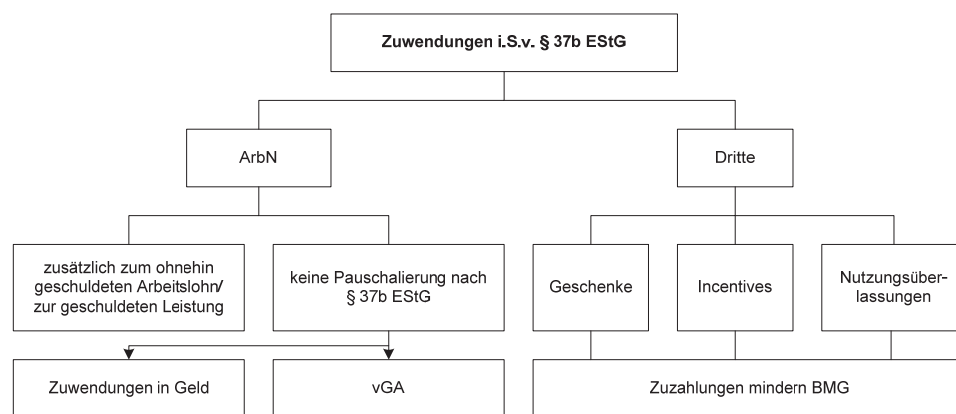 Zuwendungen i.S.v. § 37b EStG
ArbN
Dritte
zusätzlich zum ohnehin
geschuldeten Arbeitslohn/
zur geschuldeten Leistung
keine Pauschalierung nach
§ 37b EStG
Geschenke
Incentives
Nutzungsüber-
lassungen
Zuwendungen in Geld
vGA
Zuzahlungen mindern BMG